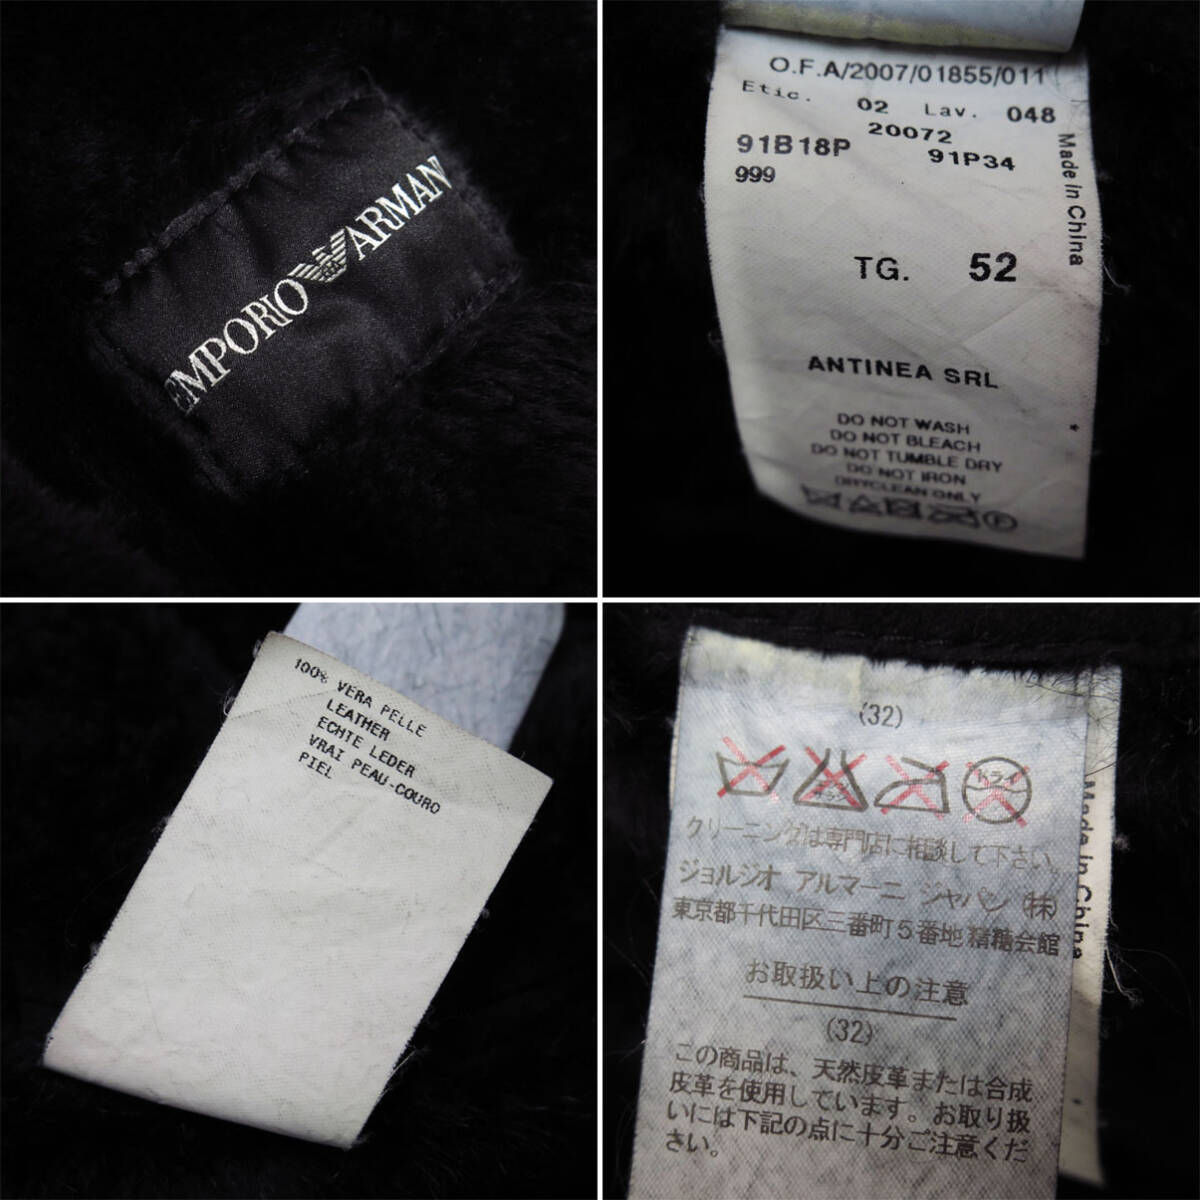 EMPORIO ARMAN
O.F.A/2007/01855/011
Etic. 02 Lav. 048
20072
91B18P 91P34
999
Made in China
TG. 52
ANTINEA SRL
DO NOT WASH
DO NOT BLEACH
DO NOT TUMBLE DRY
DO NOT IRON
DRYCLEAN ONLY
100% VERA PELLE
LEATHER
ECHTE LEDER
VRAI PEAU-COURO
PIEL
(32)
ドライ
クリーニングは専門店に相談して下さい。
ジョルジオ アルマーニ ジャパン(株)
東京都千代田区三番町5番地 精糖会館
Made in China
お取扱い上の注意
(32)
この商品は、天然皮革または合成
皮革を使用しています。お取り扱
いには下記の点に十分ご注意くだ
さい。